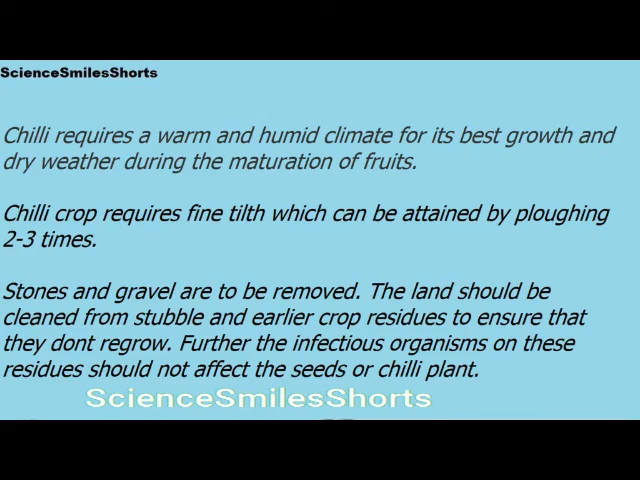 ScienceSmilesShorts
Chilli requires a warm and humid climate for its best growth and
dry weather during the maturation of fruits.
Chilli crop requires fine tilth which can be attained by ploughing
2-3 times.
Stones and gravel are to be removed. The land should be
cleaned from stubble and earlier crop residues to ensure that
they dont regrow. Further the infectious organisms on these
residues should not affect the seeds or chilli plant.
ScienceSmilesShorts